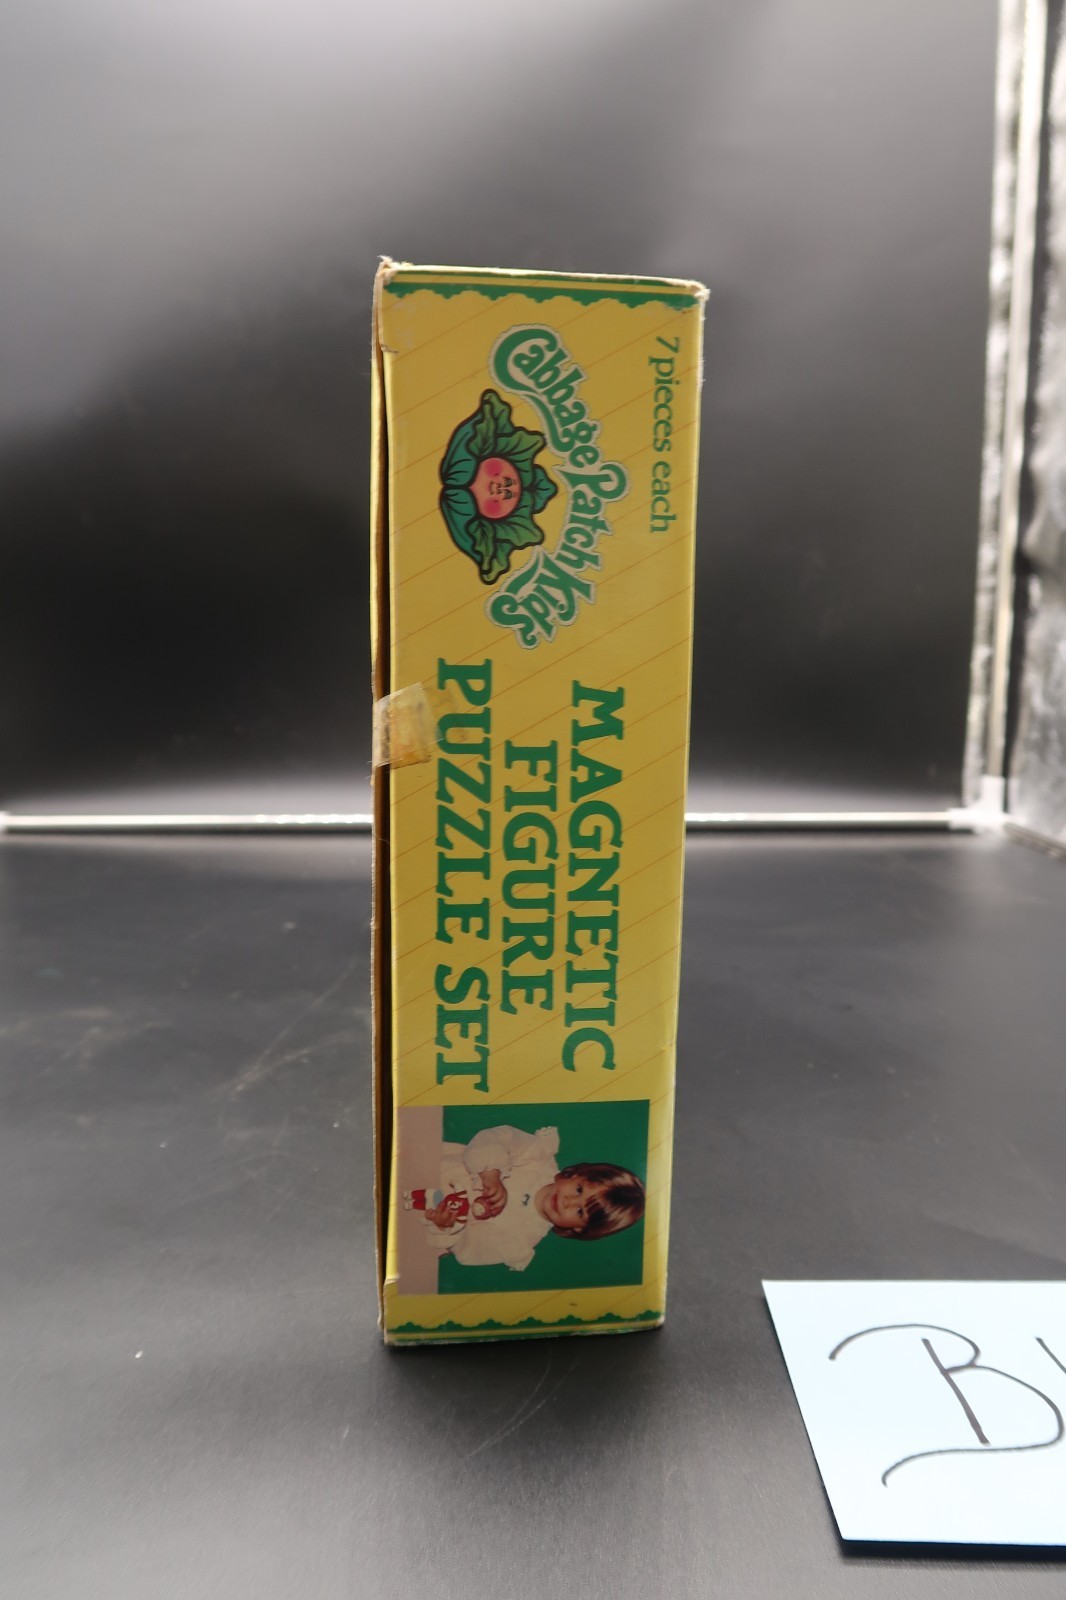 7 pieces each
Cabbage Patch Kids
MAGNETIC
FIGURE
PUZZLE SET
B